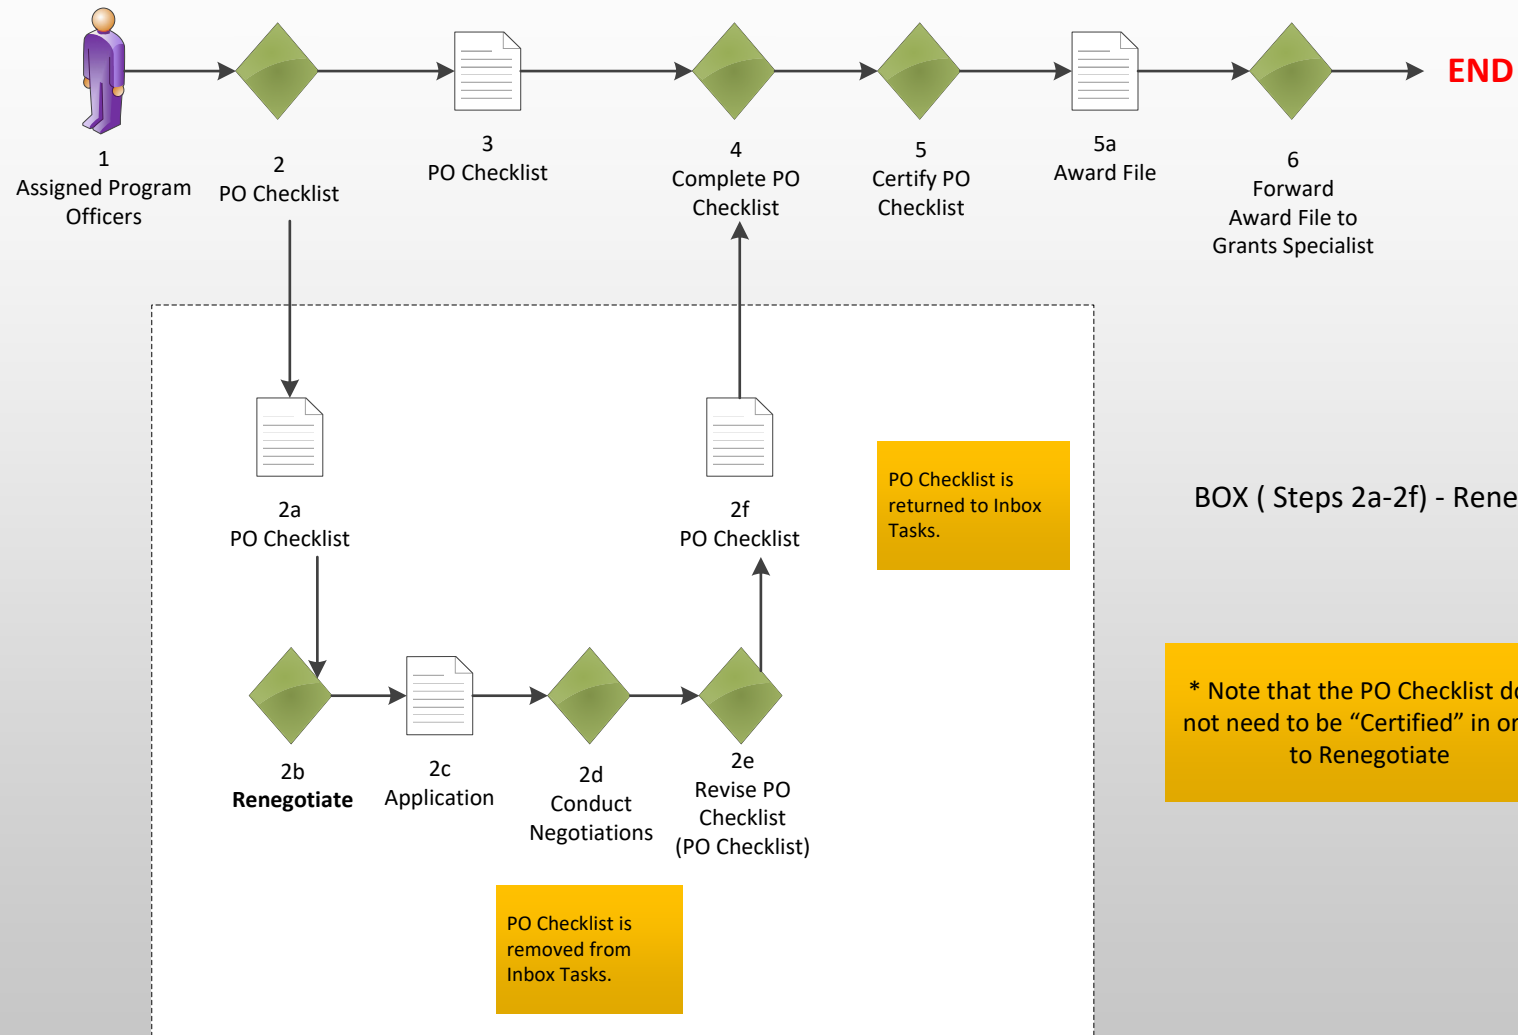 END
1
Assigned Program
Officers
2
PO Checklist
3
PO Checklist
4
Complete PO
Checklist
5
Certify PO
Checklist
5a
Award File
6
Forward
Award File to
Grants Specialist
2a
PO Checklist
2f
PO Checklist
PO Checklist is
returned to Inbox
Tasks.
BOX ( Steps 2a-2f) - Rene
* Note that the PO Checklist do
not need to be “Certified” in or
to Renegotiate
2b
Renegotiate
2c
Application
2d
Conduct
Negotiations
2e
Revise PO
Checklist
(PO Checklist)
PO Checklist is
removed from
Inbox Tasks.